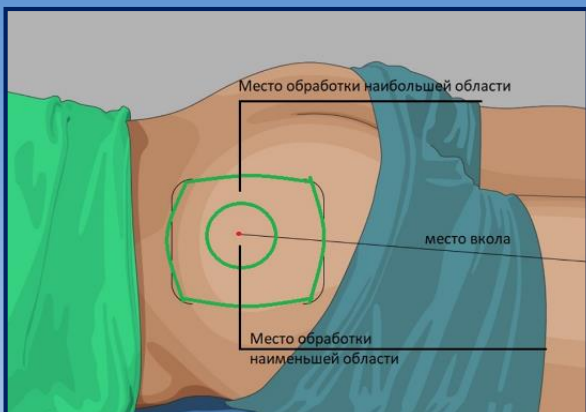 Место обработки наибольшей области
место вкола
Место обработки
наименьшей области